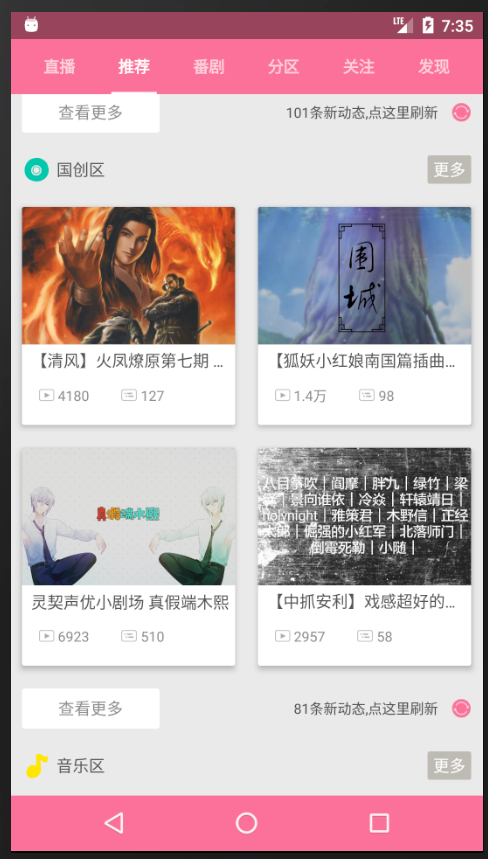 LTE 7:35
直播 推荐 番剧 分区 关注 发现
查看更多 101条新动态,点这里刷新
国创区 更多
围城
【清风】火凤燎原第七期 ...
4180 127
【狐妖小红娘南国篇插曲...
1.4万 98
真假端木熙
灵契声优小剧场 真假端木熙
6923 510
八目笋吹｜阎摩｜胖九｜绿竹｜梁
｜景向谁依｜冷焱｜轩辕靖日｜
holynight｜雅策君｜木野信｜正经
｜倔强的小红军｜北落师门｜
倒霉死勒｜小随｜
【中抓安利】戏感超好的...
2957 58
查看更多 81条新动态,点这里刷新
音乐区 更多